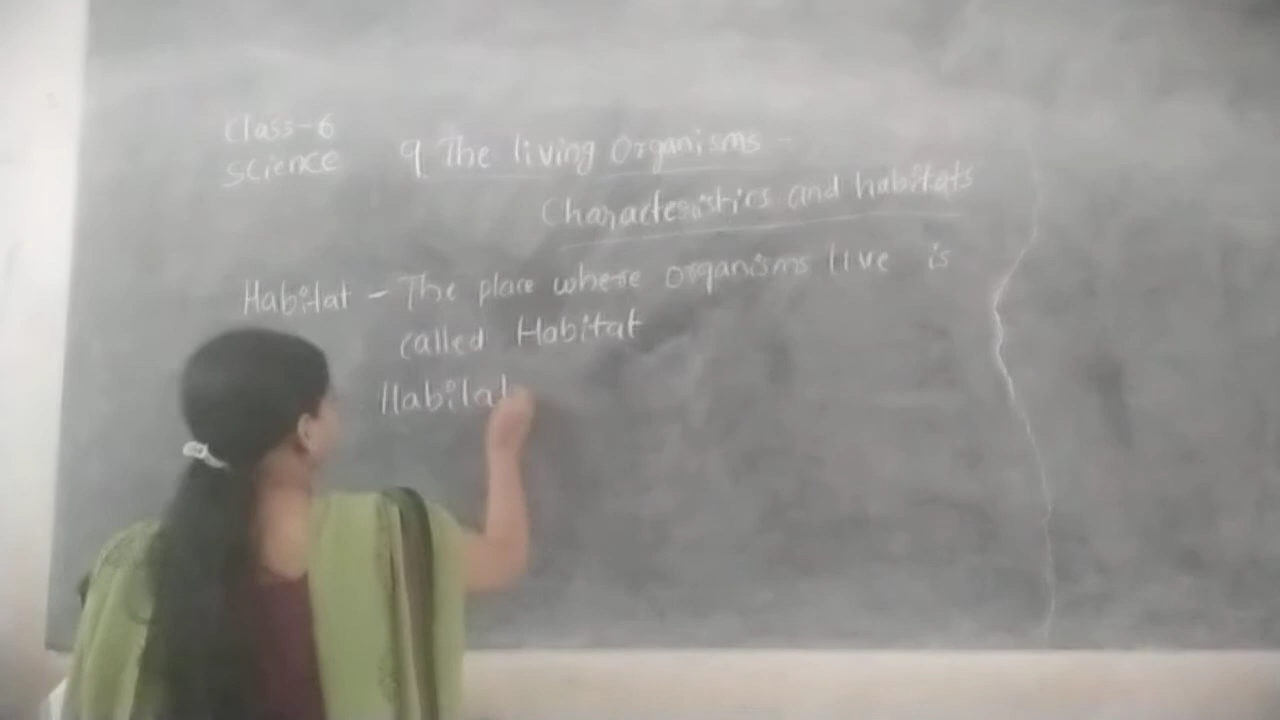 Class-6
Science
9 The living Organisms -
Characteristics and habitats
Habitat - The place where organisms live is
called Habitat
Habitat